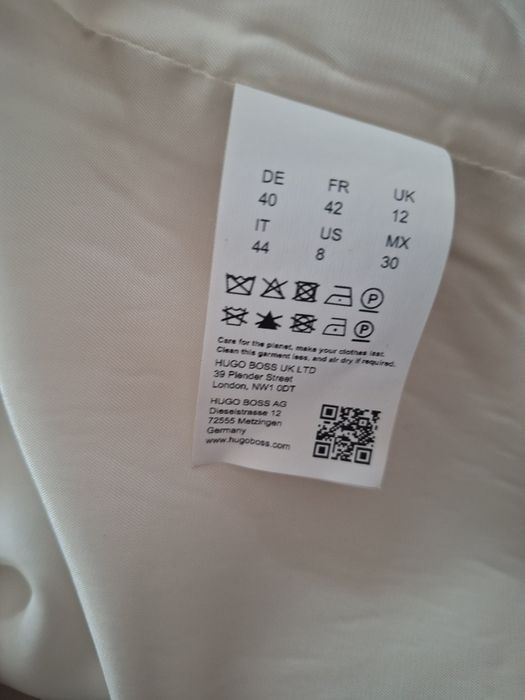 DE FR UK
40 42 12
IT US MX
44 8 30
P
P
Care for the planet, make your clothes last.
Clean this garment less, and air dry if required.
HUGO BOSS UK LTD
39 Plender Street
London, NW1 0DT
HUGO BOSS AG
Dieselstrasse 12
72555 Metzingen
Germany
www.hugoboss.com